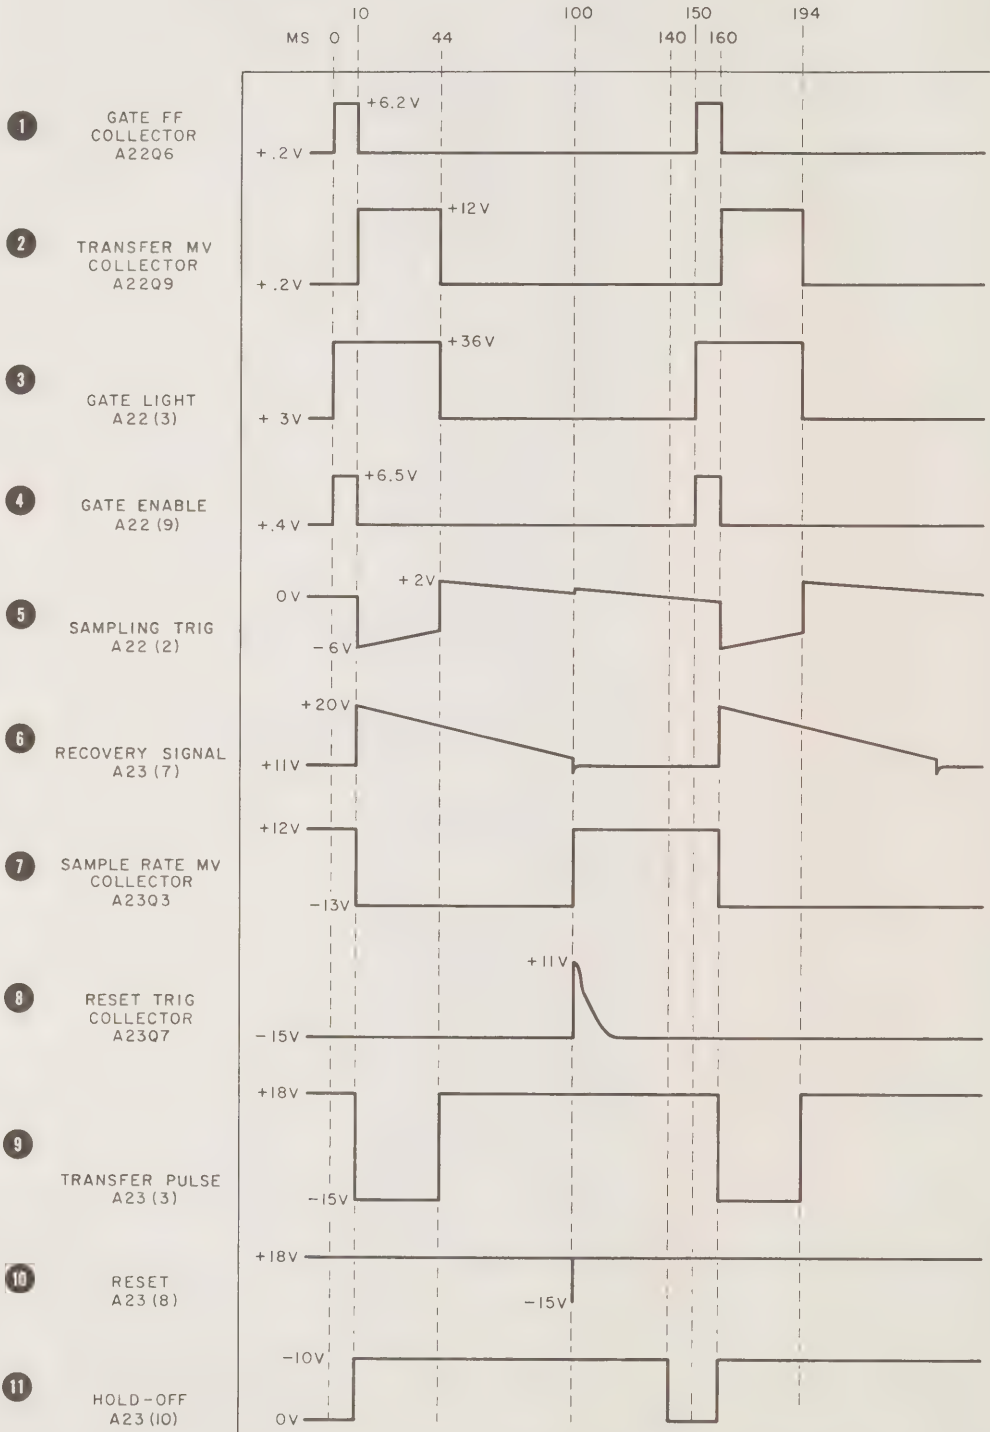 10 100 150 194
MS 0 44 140 160
1 GATE FF
COLLECTOR
A22Q6
+6.2V
+.2V
2 TRANSFER MV
COLLECTOR
A22Q9
+12V
+.2V
3 GATE LIGHT
A22(3)
+36V
+3V
4 GATE ENABLE
A22(9)
+6.5V
+.4V
5 SAMPLING TRIG
A22(2)
+2V
0V
-6V
6 RECOVERY SIGNAL
A23(7)
+20V
+11V
7 SAMPLE RATE MV
COLLECTOR
A23Q3
+12V
-13V
8 RESET TRIG
COLLECTOR
A23Q7
+11V
-15V
9 TRANSFER PULSE
A23(3)
+18V
-15V
10 RESET
A23(8)
+18V
-15V
11 HOLD-OFF
A23(10)
-10V
0V